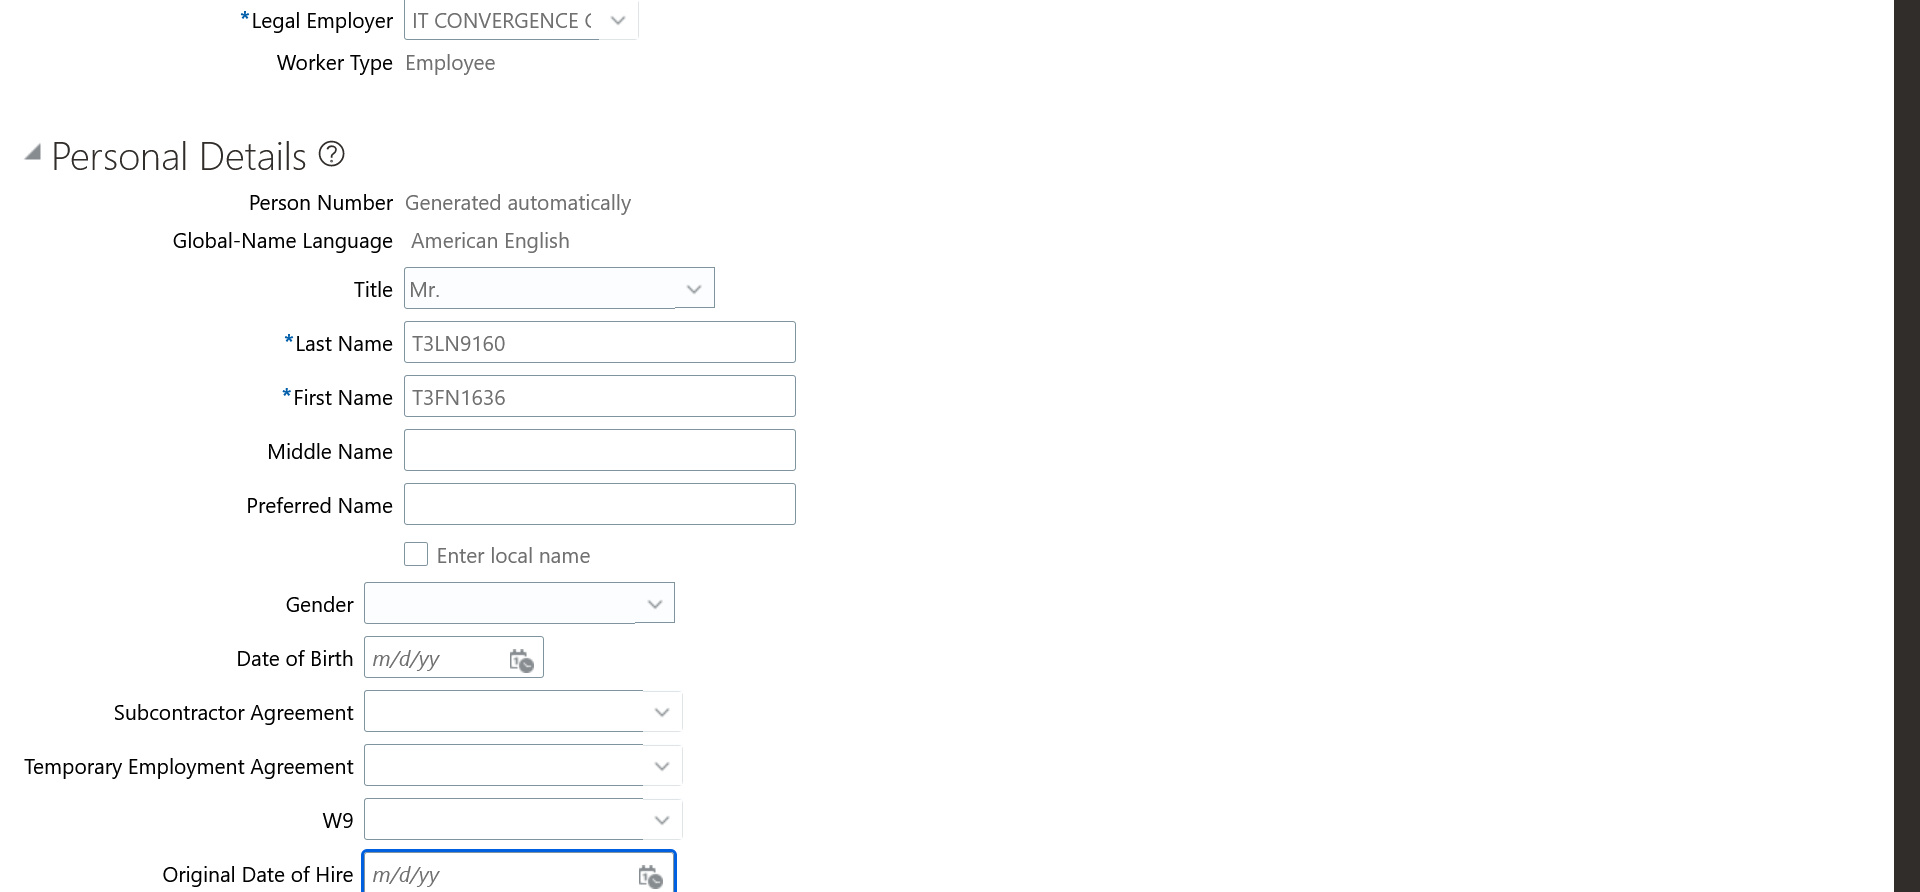 *Legal Employer IT CONVERGENCE
Worker Type Employee
Personal Details ?
Person Number Generated automatically
Global-Name Language American English
Title Mr.
*Last Name T3LN9160
*First Name T3FN1636
Middle Name
Preferred Name
Enter local name
Gender
Date of Birth m/d/yy
Subcontractor Agreement
Temporary Employment Agreement
W9
Original Date of Hire m/d/yy